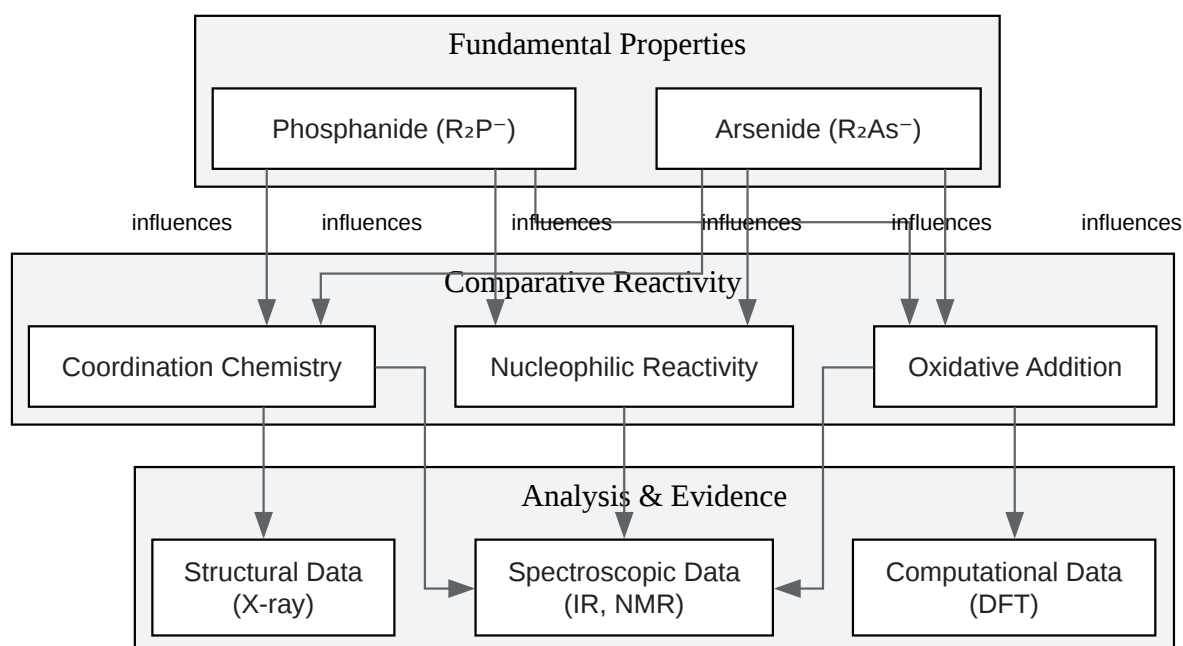 Fundamental Properties
Phosphanide (R₂P⁻)
Arsenide (R₂As⁻)
influences
influences
influences
influences
influences
influences
Comparative Reactivity
Coordination Chemistry
Nucleophilic Reactivity
Oxidative Addition
Analysis & Evidence
Structural Data
(X-ray)
Spectroscopic Data
(IR, NMR)
Computational Data
(DFT)